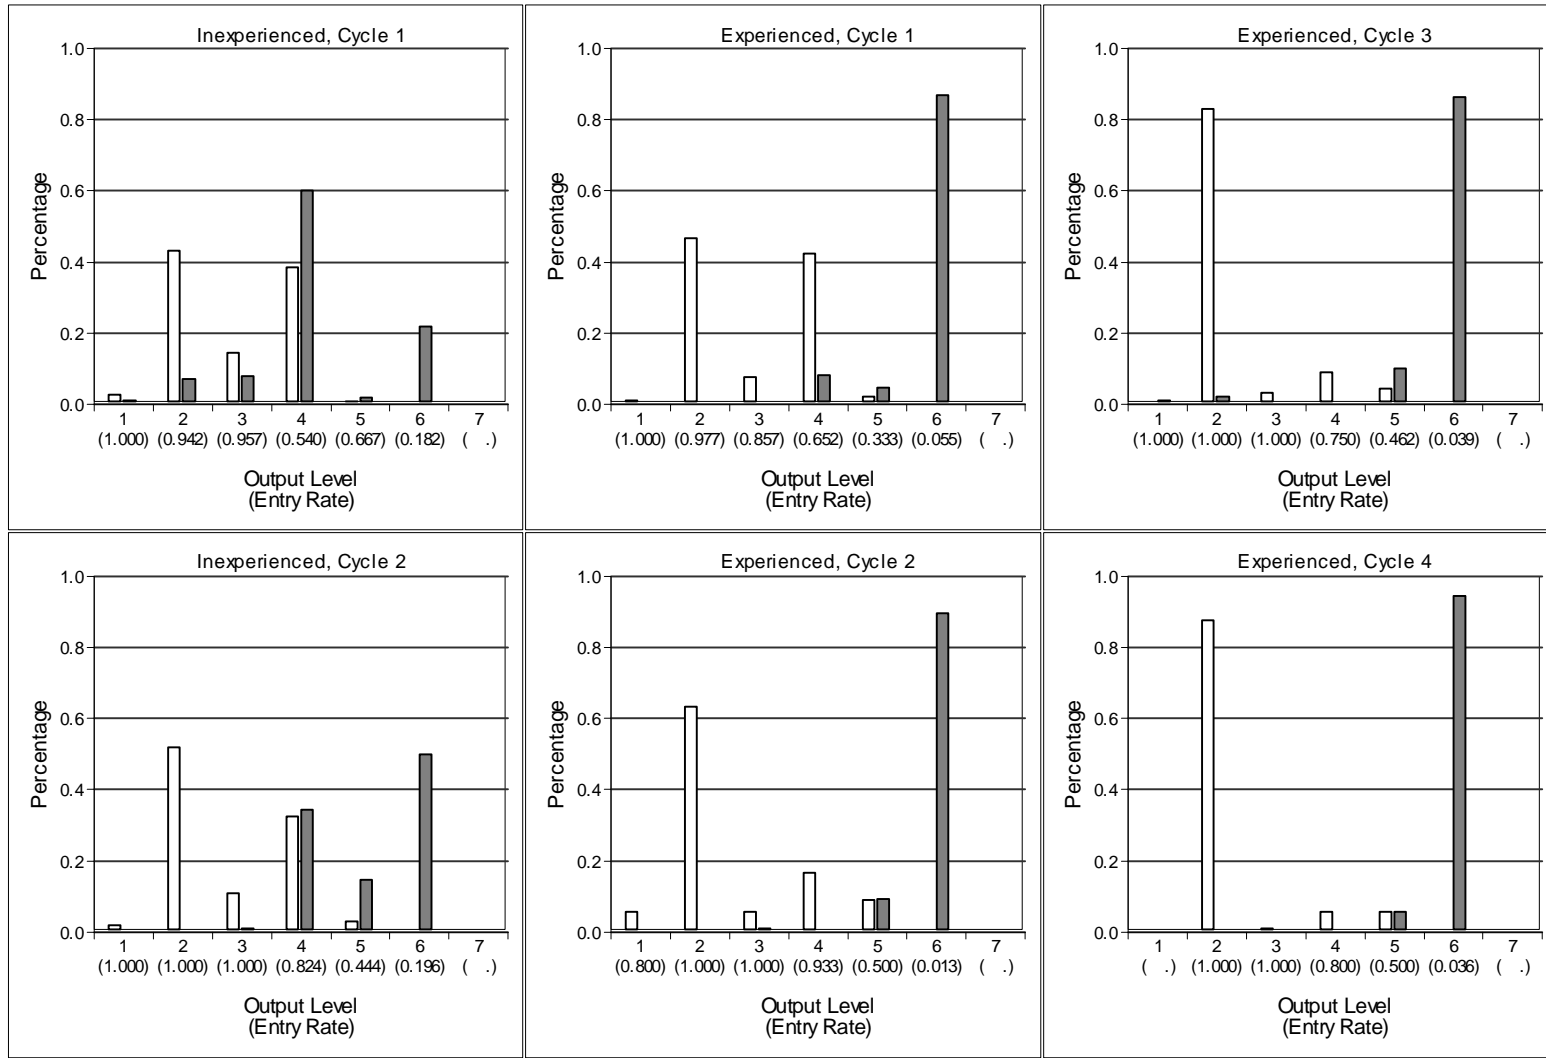 Inexperienced, Cycle 1
1.0
0.8
0.6
0.4
0.2
0.0
Percentage
1 2 3 4 5 6 7
(1.000) (0.942) (0.957) (0.540) (0.667) (0.182) ( .)
Output Level
(Entry Rate)
Experienced, Cycle 1
1.0
0.8
0.6
0.4
0.2
0.0
Percentage
1 2 3 4 5 6 7
(1.000) (0.977) (0.857) (0.652) (0.333) (0.055) ( .)
Output Level
(Entry Rate)
Experienced, Cycle 3
1.0
0.8
0.6
0.4
0.2
0.0
Percentage
1 2 3 4 5 6 7
(1.000) (1.000) (1.000) (0.750) (0.462) (0.039) ( .)
Output Level
(Entry Rate)
Inexperienced, Cycle 2
1.0
0.8
0.6
0.4
0.2
0.0
Percentage
1 2 3 4 5 6 7
(1.000) (1.000) (1.000) (0.824) (0.444) (0.196) ( .)
Output Level
(Entry Rate)
Experienced, Cycle 2
1.0
0.8
0.6
0.4
0.2
0.0
Percentage
1 2 3 4 5 6 7
(0.800) (1.000) (1.000) (0.933) (0.500) (0.013) ( .)
Output Level
(Entry Rate)
Experienced, Cycle 4
1.0
0.8
0.6
0.4
0.2
0.0
Percentage
1 2 3 4 5 6 7
( .) (1.000) (1.000) (0.800) (0.500) (0.036) ( .)
Output Level
(Entry Rate)